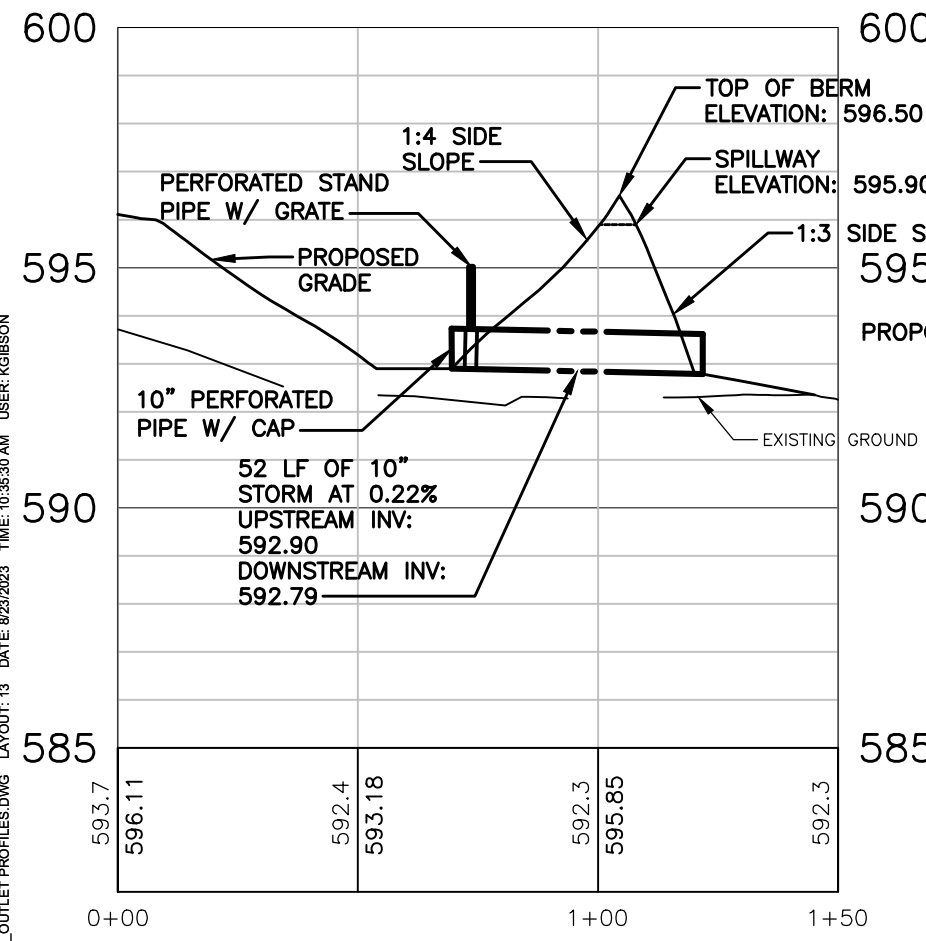 600
600
TOP OF BERM
ELEVATION: 596.50
1:4 SIDE
SLOPE
SPILLWAY
ELEVATION: 595.90
PERFORATED STAND
PIPE W/ GRATE
1:3 SIDE S
PROPOSED
GRADE
595
595
PROPO
10" PERFORATED
PIPE W/ CAP
EXISTING GROUND
52 LF OF 10"
STORM AT 0.22%
UPSTREAM INV:
592.90
DOWNSTREAM INV:
592.79
590
590
585
585
593.7
596.11
592.4
593.18
592.3
595.85
592.3
0+00
1+00
1+50
_OUTLET PROFILES.DWG LAYOUT: 13 DATE: 8/23/2023 TIME: 10:35:30 AM USER: KGIBSON